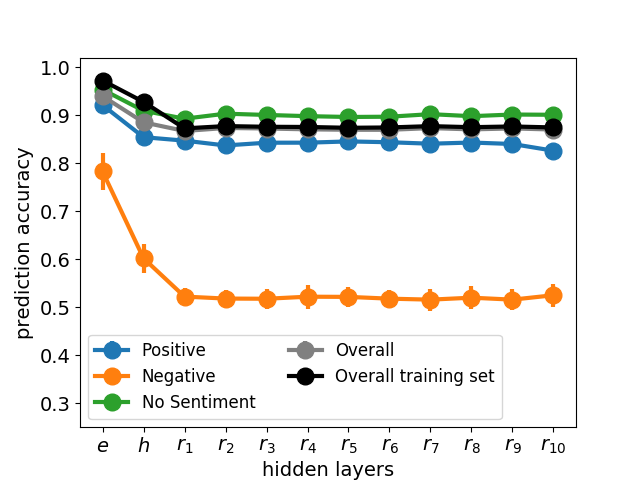 1.0
0.9
0.8
0.7
0.6
0.5
0.4
0.3
prediction accuracy
Positive
Negative
No Sentiment
Overall
Overall training set
e h r₁ r₂ r₃ r₄ r₅ r₆ r₇ r₈ r₉ r₁₀
hidden layers